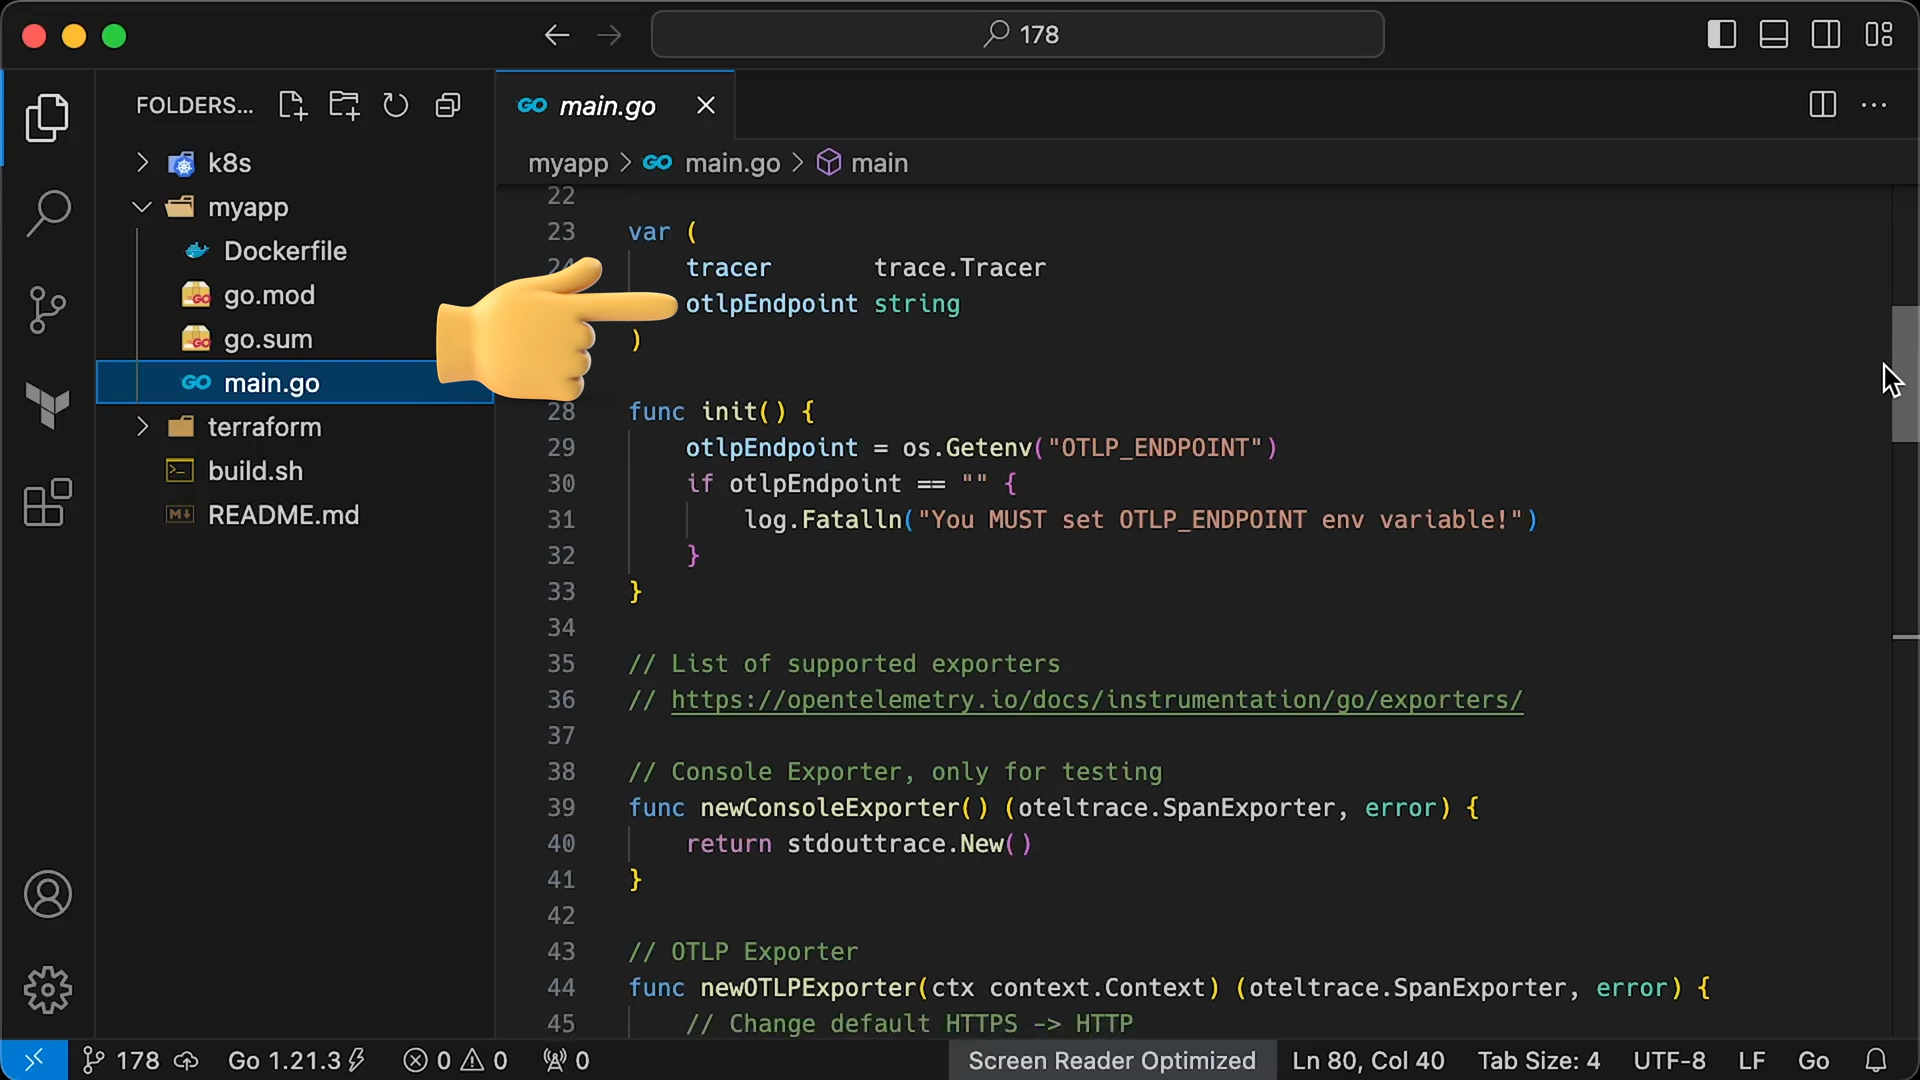 178
FOLDERS...
main.go
k8s
myapp
Dockerfile
go.mod
go.sum
main.go
terraform
build.sh
README.md
myapp > main.go > main
22
23 var (
24 tracer trace.Tracer
otlpEndpoint string
)
28 func init() {
29 otlpEndpoint = os.Getenv("OTLP_ENDPOINT")
30 if otlpEndpoint == "" {
31 log.Fatalln("You MUST set OTLP_ENDPOINT env variable!")
32 }
33 }
34
35 // List of supported exporters
36 // https://opentelemetry.io/docs/instrumentation/go/exporters/
37
38 // Console Exporter, only for testing
39 func newConsoleExporter() (oteltrace.SpanExporter, error) {
40 return stdouttrace.New()
41 }
42
43 // OTLP Exporter
44 func newOTLPExporter(ctx context.Context) (oteltrace.SpanExporter, error) {
45 // Change default HTTPS -> HTTP
178 Go 1.21.3 0 0 0 Screen Reader Optimized Ln 80, Col 40 Tab Size: 4 UTF-8 LF Go